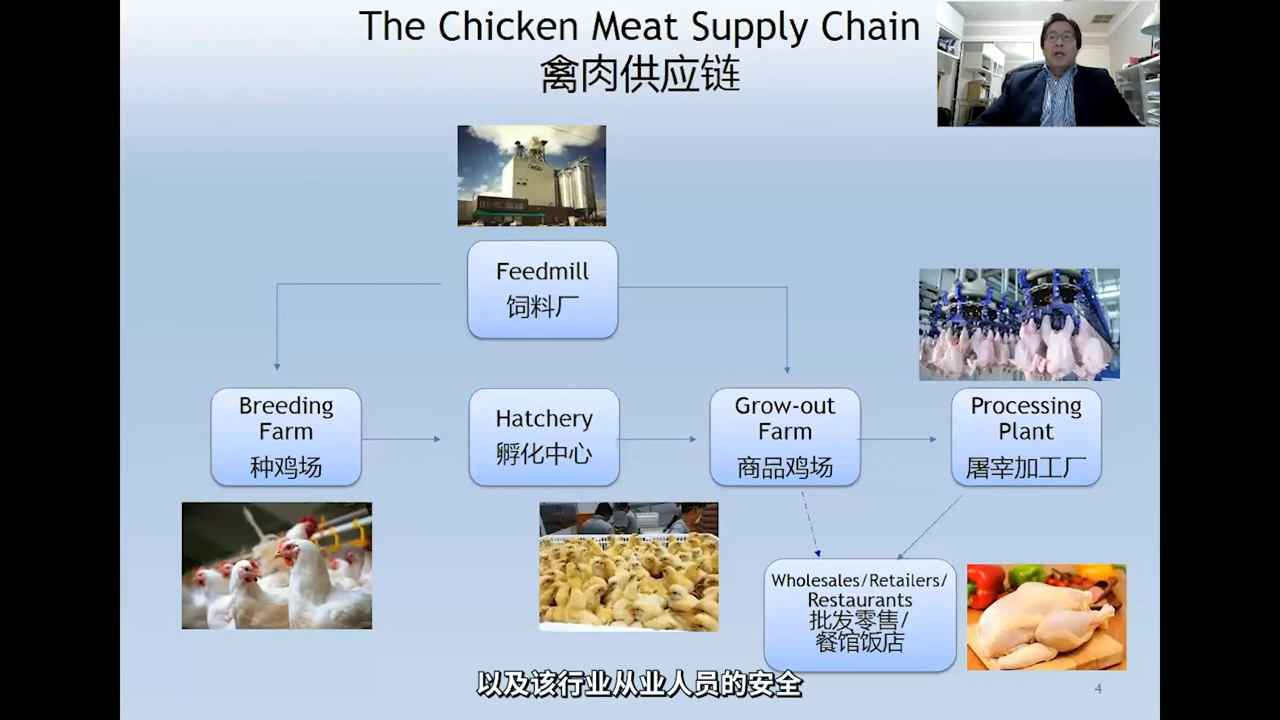 The Chicken Meat Supply Chain
禽肉供应链
Feedmill
饲料厂
Breeding
Farm
种鸡场
Hatchery
孵化中心
Grow-out
Farm
商品鸡场
Processing
Plant
屠宰加工厂
Wholesales/Retailers/
Restaurants
批发零售/
餐馆饭店
以及该行业从业人员的安全
4